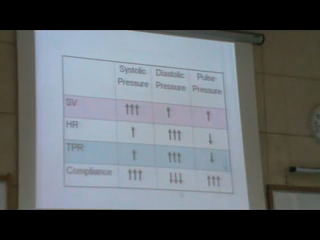 Systolic Pressure Diastolic Pressure Pulse Pressure
SV ↑↑↑ ↑ ↑
HR ↑ ↑↑↑ ↓
TPR ↑ ↑↑↑ ↓
Compliance ↑↑↑ ↓↓↓ ↑↑↑